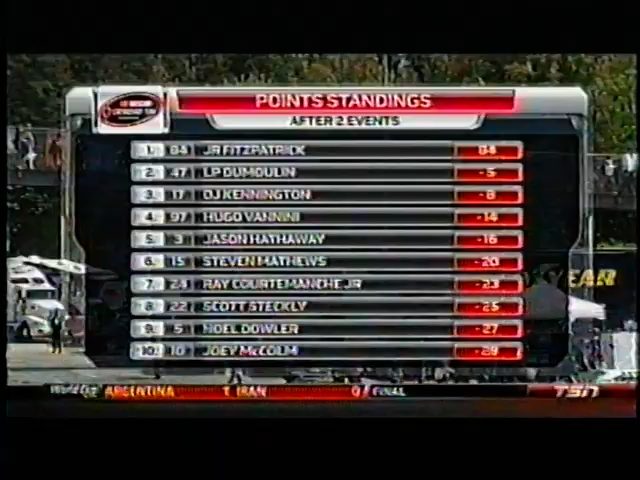 POINTS STANDINGS
AFTER 2 EVENTS
1. 84 JR FITZPATRICK 84
2. 47 LP DUMOULIN -5
3. 17 DJ KENNINGTON -8
4. 97 HUGO VANNINI -14
5. 3 JASON HATHAWAY -16
6. 15 STEVEN MATHEWS -20
7. 24 RAY COURTEMANCHE JR -23
8. 22 SCOTT STECKLY -25
9. 5 NOEL DOWLER -27
10. 10 JOEY McCOLM -29
EAR
World Cup ARGENTINA 1 IRAN 0 / FINAL TSN